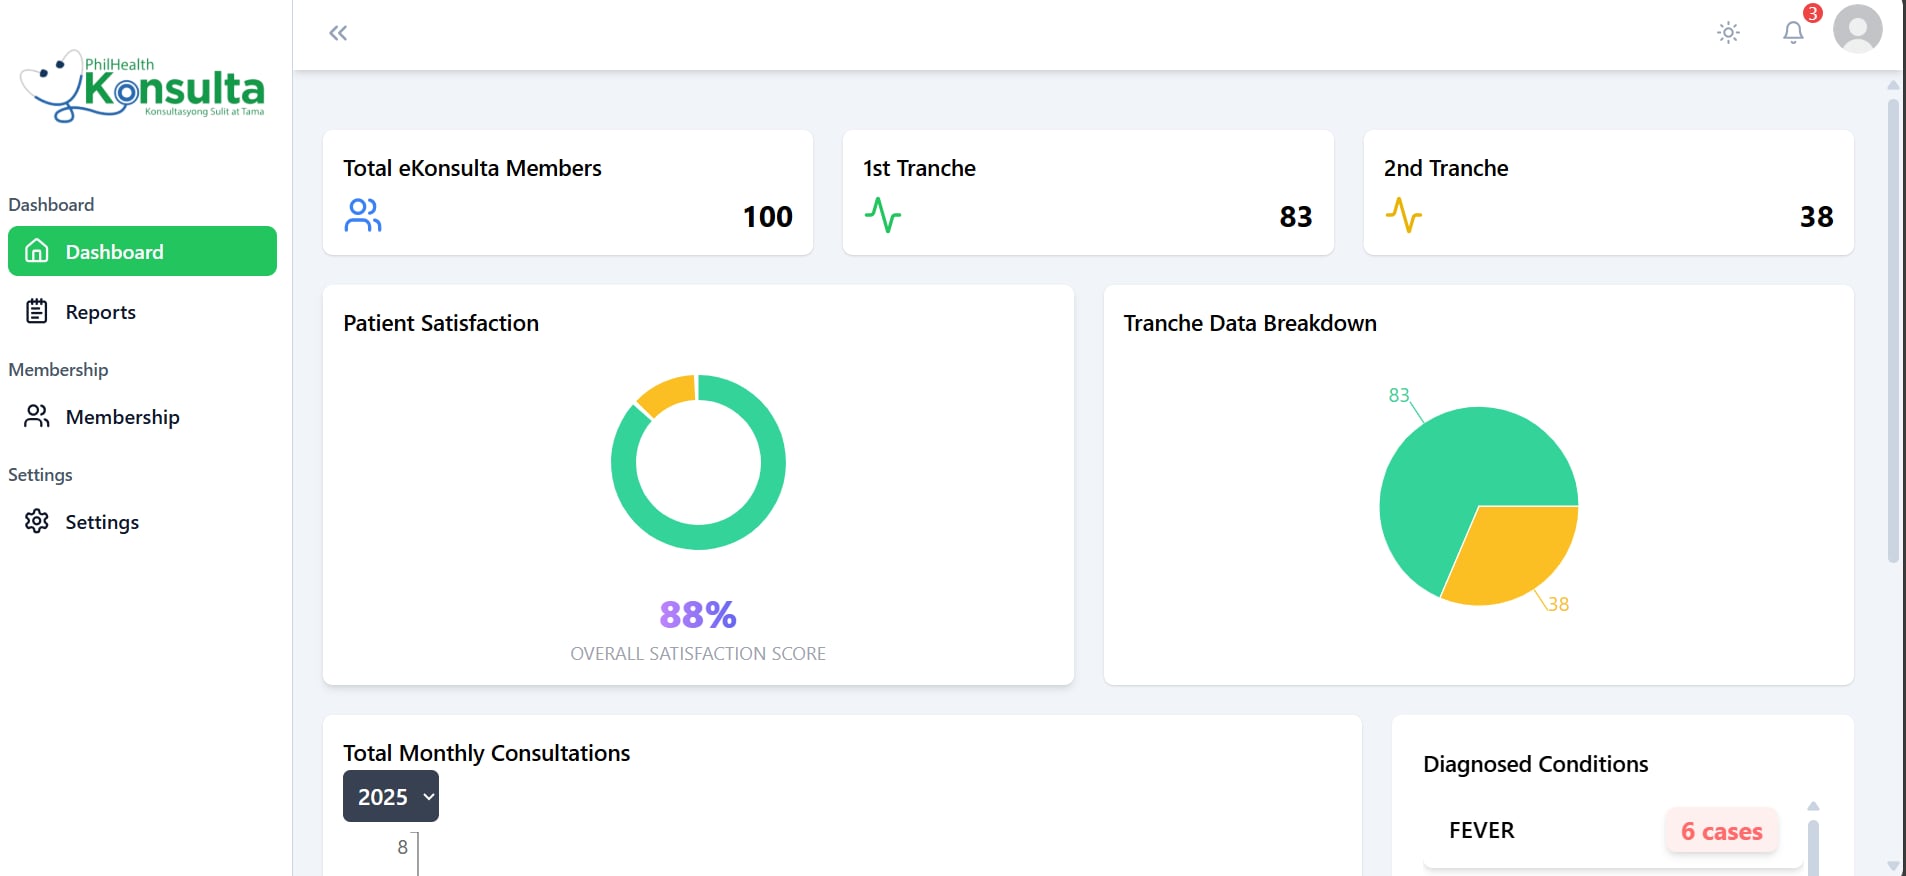 PhilHealth
Konsulta
Konsultasyong Sulit at Tama
3
Dashboard
Dashboard
Reports
Membership
Membership
Settings
Settings
Total eKonsulta Members
100
1st Tranche
83
2nd Tranche
38
Patient Satisfaction
88%
OVERALL SATISFACTION SCORE
Tranche Data Breakdown
83
38
Total Monthly Consultations
2025
8
Diagnosed Conditions
FEVER
6 cases